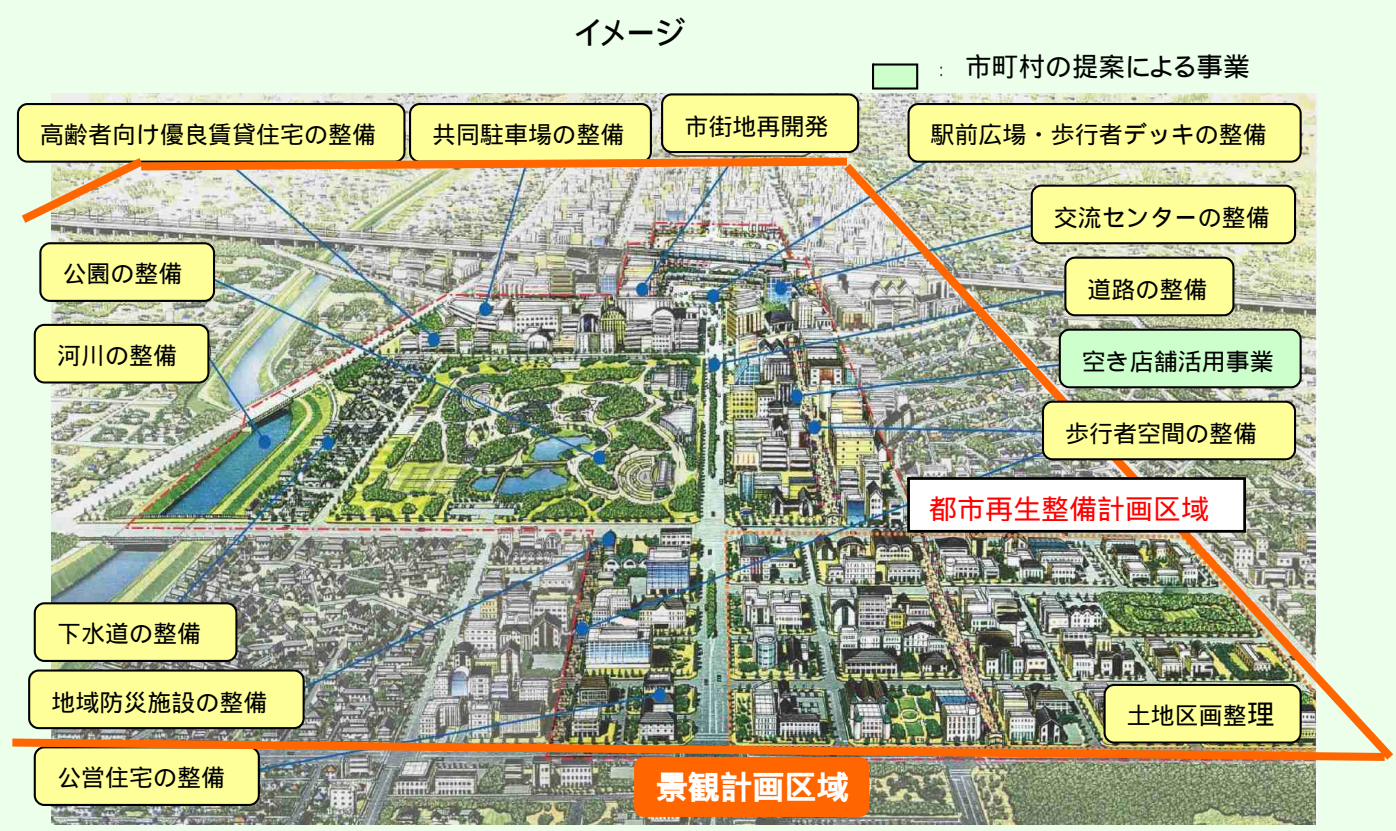 イメージ
： 市町村の提案による事業
高齢者向け優良賃貸住宅の整備
共同駐車場の整備
市街地再開発
駅前広場・歩行者デッキの整備
交流センターの整備
公園の整備
道路の整備
河川の整備
空き店舗活用事業
歩行者空間の整備
都市再生整備計画区域
下水道の整備
地域防災施設の整備
土地区画整理
公営住宅の整備
景観計画区域